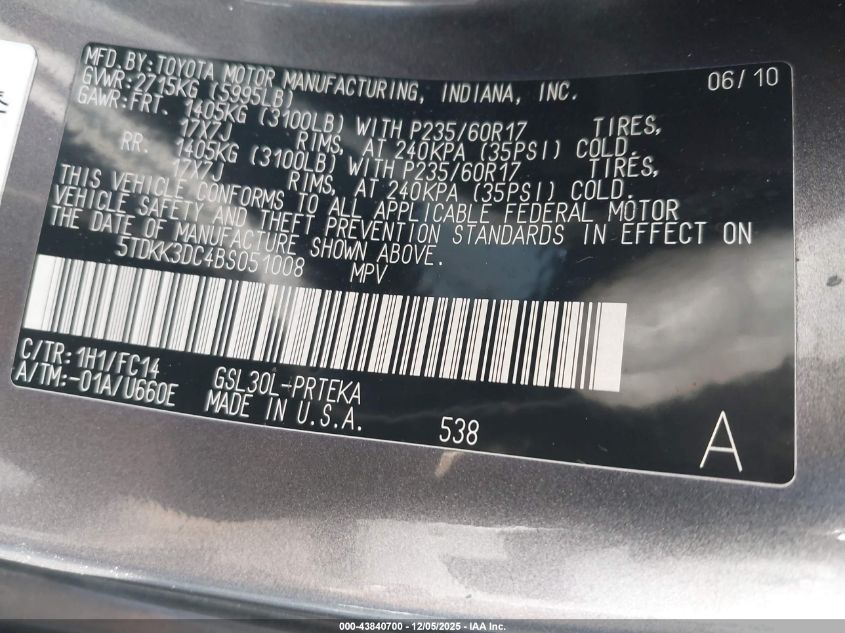 MFD.BY:TOYOTA MOTOR MANUFACTURING, INDIANA, INC. 06/10
GVWR:2715KG (5995LB)
GAWR:FRT. 1405KG (3100LB) WITH P235/60R17 TIRES,
17X7J RIMS, AT 240KPA (35PSI) COLD.
RR. 1405KG (3100LB) WITH P235/60R17 TIRES,
17X7J RIMS, AT 240KPA (35PSI) COLD.
THIS VEHICLE CONFORMS TO ALL APPLICABLE FEDERAL MOTOR
VEHICLE SAFETY AND THEFT PREVENTION STANDARDS IN EFFECT ON
THE DATE OF MANUFACTURE SHOWN ABOVE.
5TDKK3DC4BS051008 MPV
C/TR:1H1/FC14
A/TM:-01A/U660E GSL30L-PRTEKA
MADE IN U.S.A. 538 A
000-43840700 - 12/05/2025 - IAA Inc.